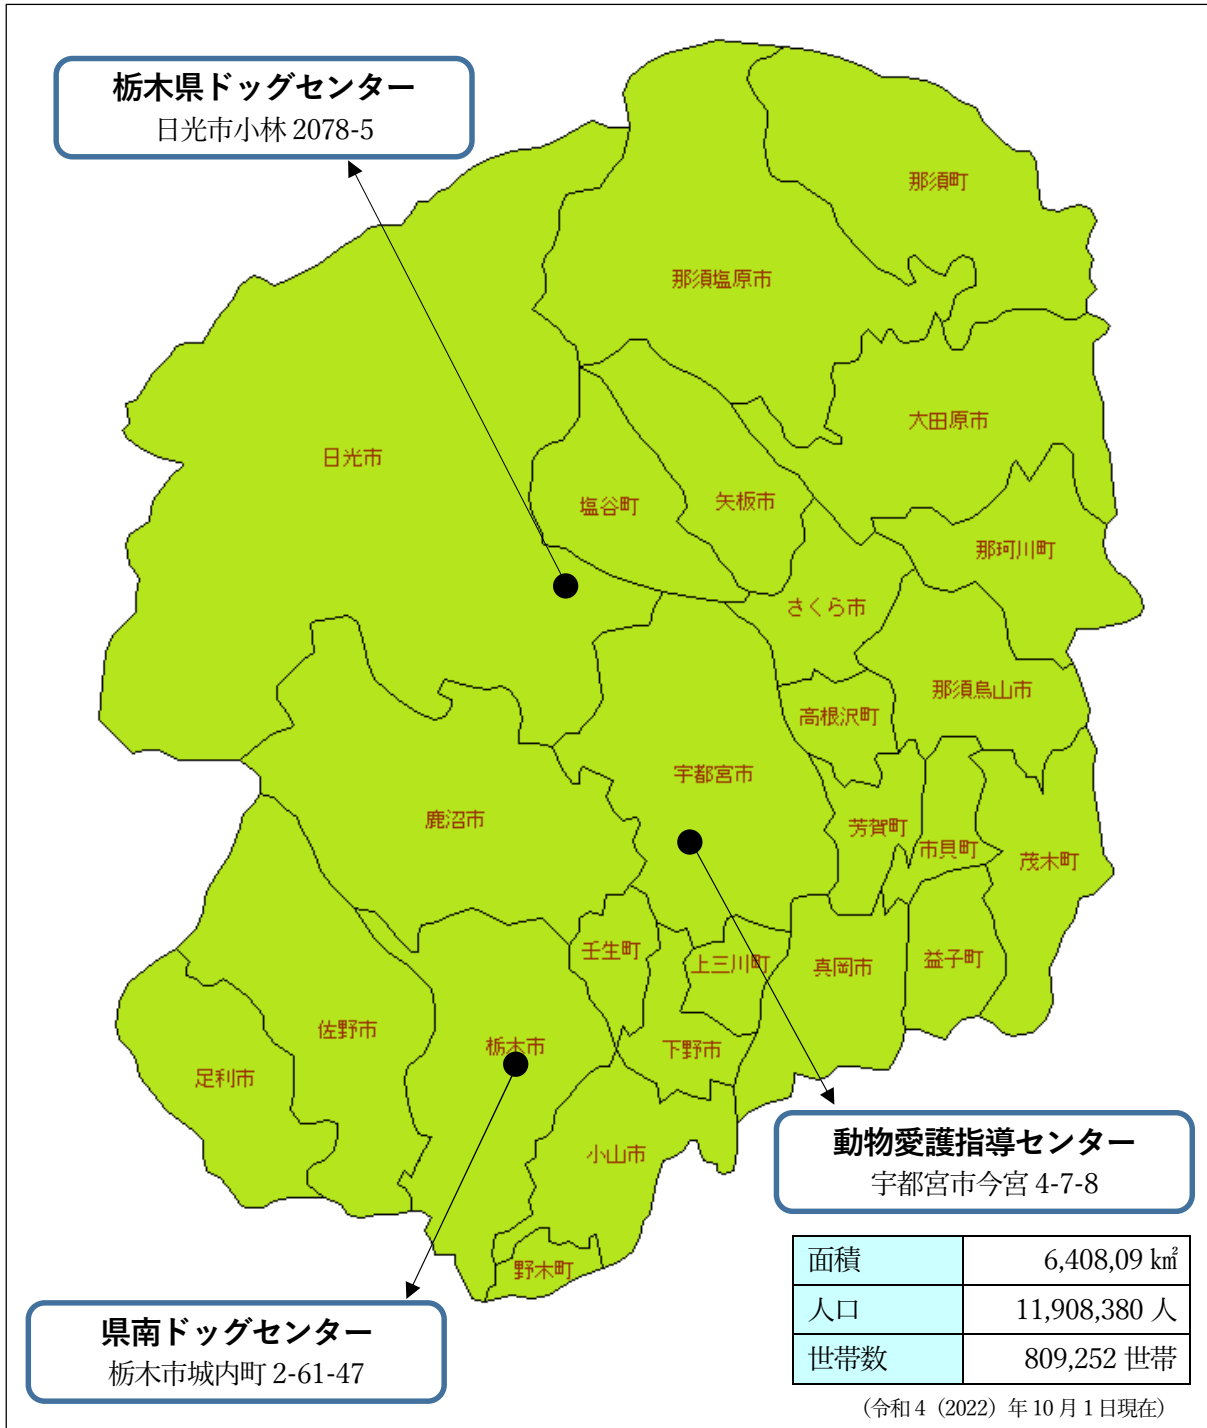 栃木県ドッグセンター
日光市小林 2078-5
那須町
那須塩原市
大田原市
日光市
塩谷町
矢板市
那珂川町
さくら市
那須烏山市
高根沢町
宇都宮市
鹿沼市
芳賀町
市貝町
茂木町
壬生町
上三川町
真岡市
益子町
佐野市
栃木市
下野市
足利市
小山市
野木町
動物愛護指導センター
宇都宮市今宮 4-7-8
県南ドッグセンター
栃木市城内町 2-61-47
面積 6,408,09 ㎢
人口 11,908,380 人
世帯数 809,252 世帯
（令和４（2022）年 10 月１日現在）